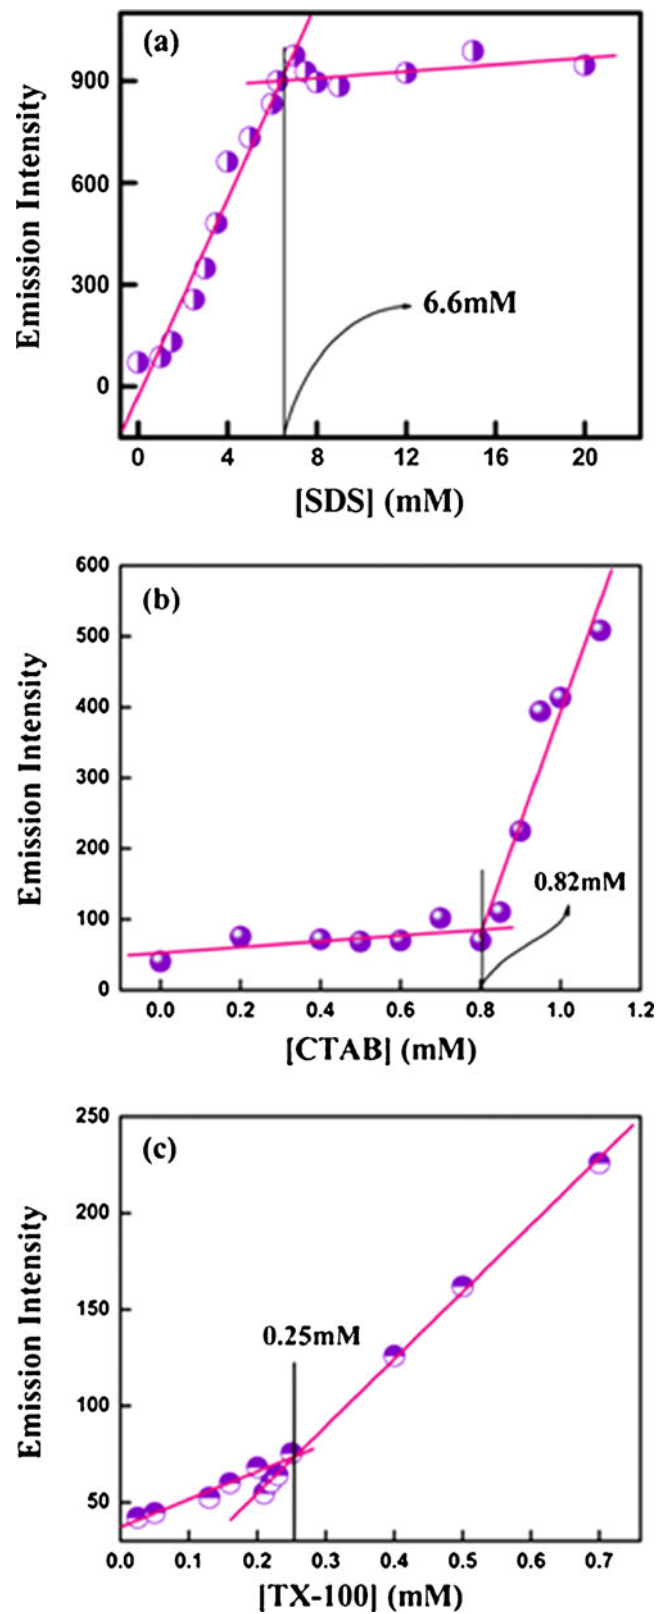 (a)
Emission Intensity
900
600
300
0
6.6mM
0 4 8 12 16 20
[SDS] (mM)
(b)
Emission Intensity
600
500
400
300
200
100
0
0.82mM
0.0 0.2 0.4 0.6 0.8 1.0 1.2
[CTAB] (mM)
(c)
Emission Intensity
250
200
150
100
50
0.25mM
0.0 0.1 0.2 0.3 0.4 0.5 0.6 0.7
[TX-100] (mM)